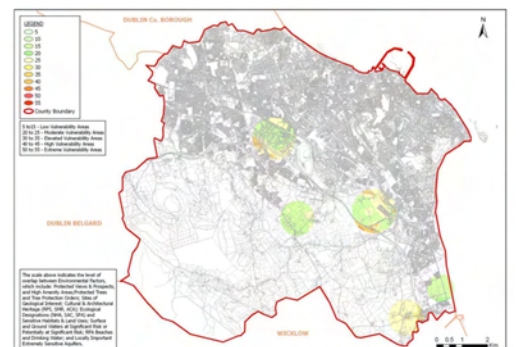 DUBLIN Co. BOROUGH
N
LEGEND
5
10
15
20
25
30
35
40
45
50
55
County Boundary
5 to15 - Low Vulnerability Areas
20 to 25 - Moderate Vulnerability Areas
30 to 35 - Elevated Vulnerability Areas
40 to 45 - High Vulnerability Areas
50 to 55 - Extreme Vulnerability Areas
DUBLIN BELGARD
The scale above indicates the level of
overlap between Environmental Factors,
which include: Protected Views & Prospects,
and High Amenity Areas;Protected Trees
and Tree Protection Orders; Sites of
Geological Interest; Cultural & Architectural
Heritage (RPS, SMR, ACA); Ecological
Designations (NHA, SAC, SPA) and
Sensitive Habitats & Land Uses; Surface
and Ground Waters at Significant Risk or
Potentially at Significant Risk; RPA Beaches
and Drinking Water; and Locally Important
Extremely Sensitive Aquifers.
WICKLOW
0 0.5 1 2
Km